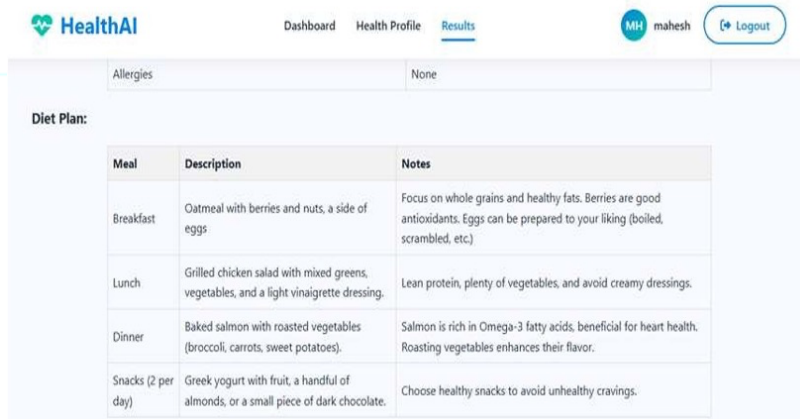 HealthAI
Dashboard Health Profile Results
MH mahesh Logout
Allergies None
Diet Plan:
Meal Description Notes
Breakfast
Oatmeal with berries and nuts, a side of
eggs
Focus on whole grains and healthy fats. Berries are good
antioxidants. Eggs can be prepared to your liking (boiled,
scrambled, etc.)
Lunch
Grilled chicken salad with mixed greens,
vegetables, and a light vinaigrette dressing.
Lean protein, plenty of vegetables, and avoid creamy dressings.
Dinner
Baked salmon with roasted vegetables
(broccoli, carrots, sweet potatoes).
Salmon is rich in Omega-3 fatty acids, beneficial for heart health.
Roasting vegetables enhances their flavor.
Snacks (2 per
day)
Greek yogurt with fruit, a handful of
almonds, or a small piece of dark chocolate.
Choose healthy snacks to avoid unhealthy cravings.